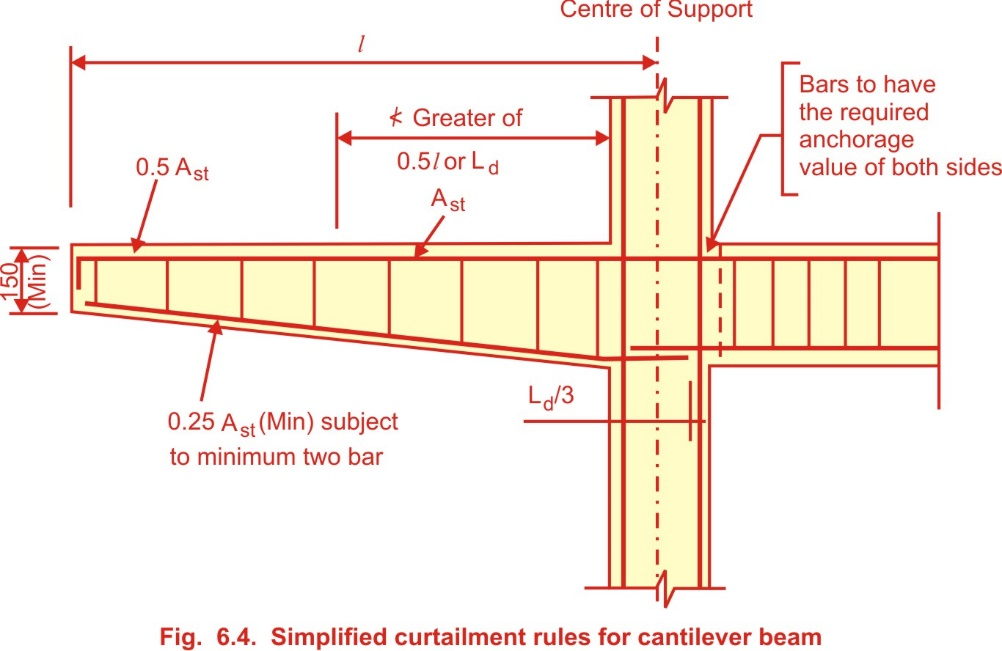 Centre of Support
l
≮ Greater of
0.5l or Ld
Bars to have
the required
anchorage
value of both sides
0.5 Ast
Ast
150
(Min)
Ld/3
0.25 Ast (Min) subject
to minimum two bar
Fig. 6.4. Simplified curtailment rules for cantilever beam